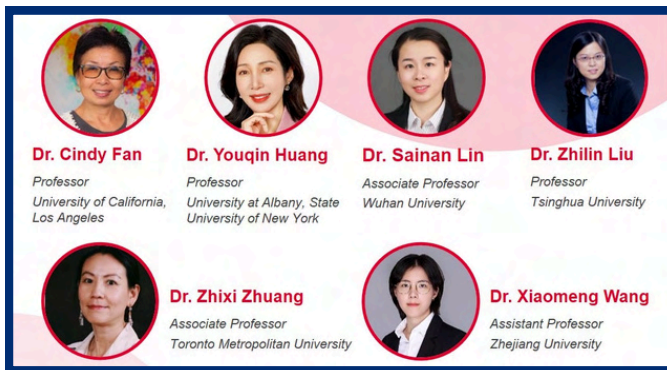 Dr. Cindy Fan
Professor
University of California,
Los Angeles
Dr. Youqin Huang
Professor
University at Albany, State
University of New York
Dr. Sainan Lin
Associate Professor
Wuhan University
Dr. Zhilin Liu
Professor
Tsinghua University
Dr. Zhixi Zhuang
Associate Professor
Toronto Metropolitan University
Dr. Xiaomeng Wang
Assistant Professor
Zhejiang University